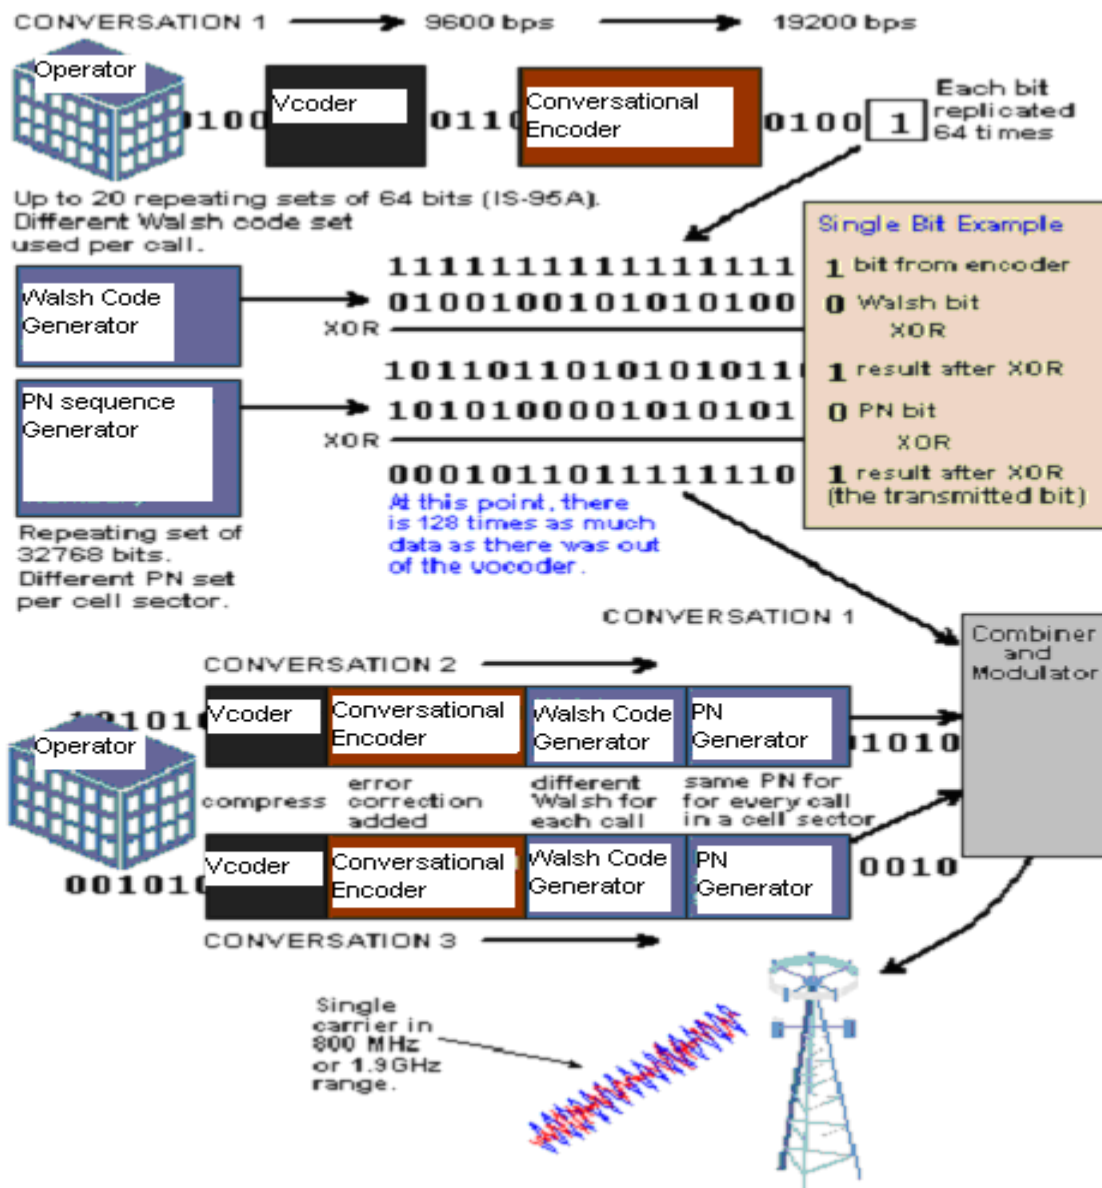 CONVERSATION 1 9600 bps 19200 bps
Operator
0100
Vcoder
0110
Conversational
Encoder
0100 1
Each bit
replicated
64 times
Up to 20 repeating sets of 64 bits (IS-95A).
Different Walsh code set
used per call.
Walsh Code
Generator
PN sequence
Generator
Repeating set of
32768 bits.
Different PN set
per cell sector.
11111111111111111
0100100101010100
XOR
10110110101010110
1010100001010101
XOR
00010110111111110
At this point, there
is 128 times as much
data as there was out
of the vocoder.
Single Bit Example
1 bit from encoder
0 Walsh bit
XOR
1 result after XOR
0 PN bit
XOR
1 result after XOR
(the transmitted bit)
CONVERSATION 1
Combiner
and
Modulator
CONVERSATION 2
101010
Operator
Vcoder
Conversational
Encoder
Walsh Code
Generator
PN
Generator
01010
compress
error
correction
added
different
Walsh for
each call
same PN for
for every call
in a cell sector
001010
Vcoder
Conversational
Encoder
Walsh Code
Generator
PN
Generator
0010
CONVERSATION 3
Single
carrier in
800 MHz
or 1.9GHz
range.